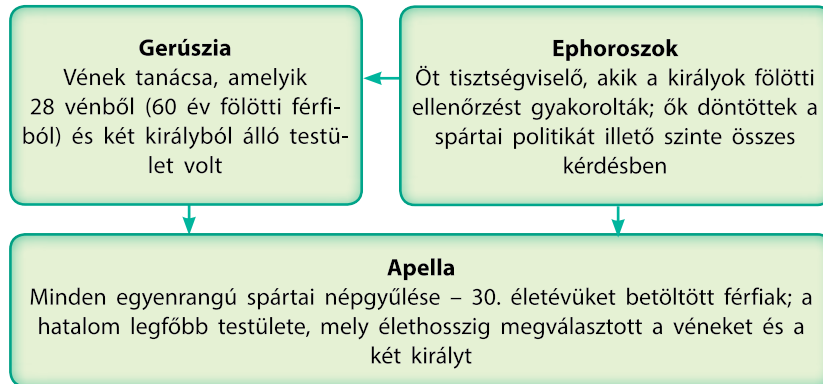 Gerúszia
Vének tanácsa, amelyik
28 vénből (60 év fölötti férfi-
ból) és két királyból álló testü-
let volt
Ephoroszok
Öt tisztségviselő, akik a királyok fölötti
ellenőrzést gyakorolták; ők döntöttek a
spártai politikát illető szinte összes
kérdésben
Apella
Minden egyenrangú spártai népgyűlése – 30. életévüket betöltött férfiak; a
hatalom legfőbb testülete, mely élethosszig megválasztott a véneket és a
két királyt